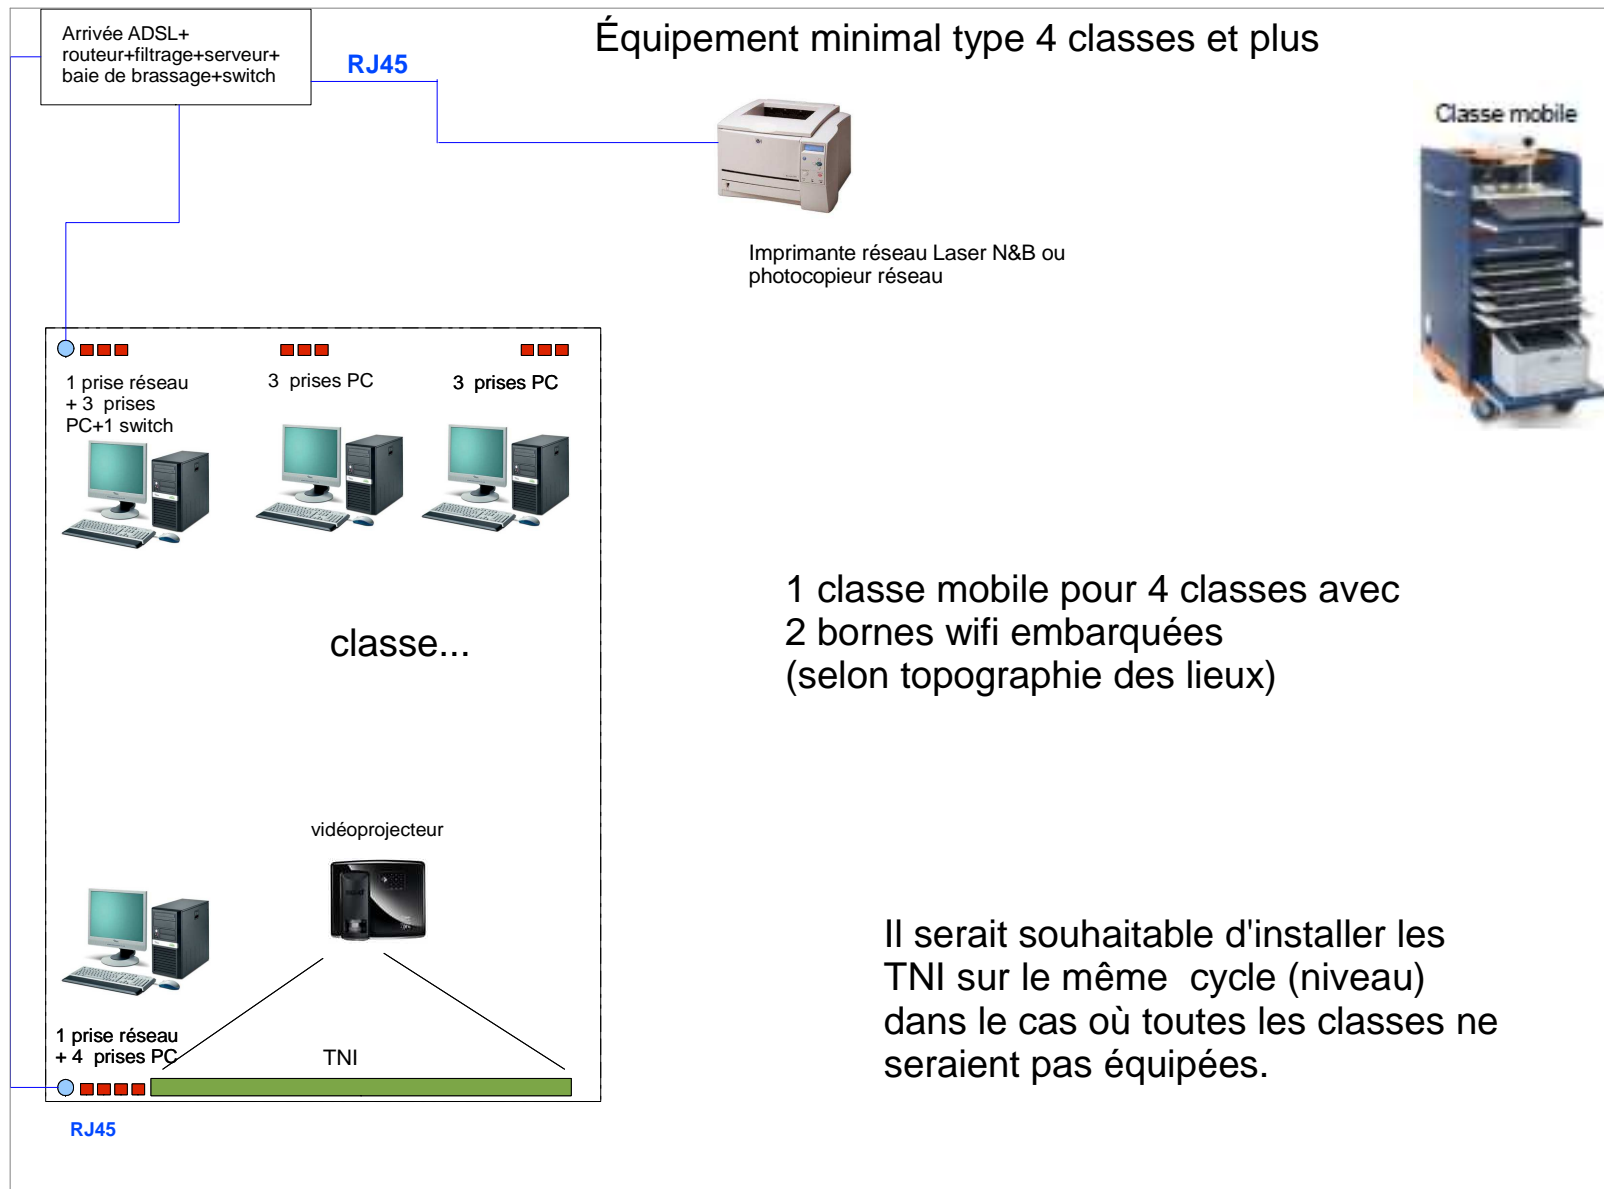 Équipement minimal type 4 classes et plus
Arrivée ADSL+
routeur+filtrage+serveur+
baie de brassage+switch
RJ45
Classe mobile
Imprimante réseau Laser N&B ou
photocopieur réseau
1 prise réseau
+ 3 prises
PC+1 switch
3 prises PC
3 prises PC
classe...
1 classe mobile pour 4 classes avec
2 bornes wifi embarquées
(selon topographie des lieux)
vidéoprojecteur
Il serait souhaitable d'installer les
TNI sur le même cycle (niveau)
dans le cas où toutes les classes ne
seraient pas équipées.
1 prise réseau
+ 4 prises PC
TNI
RJ45